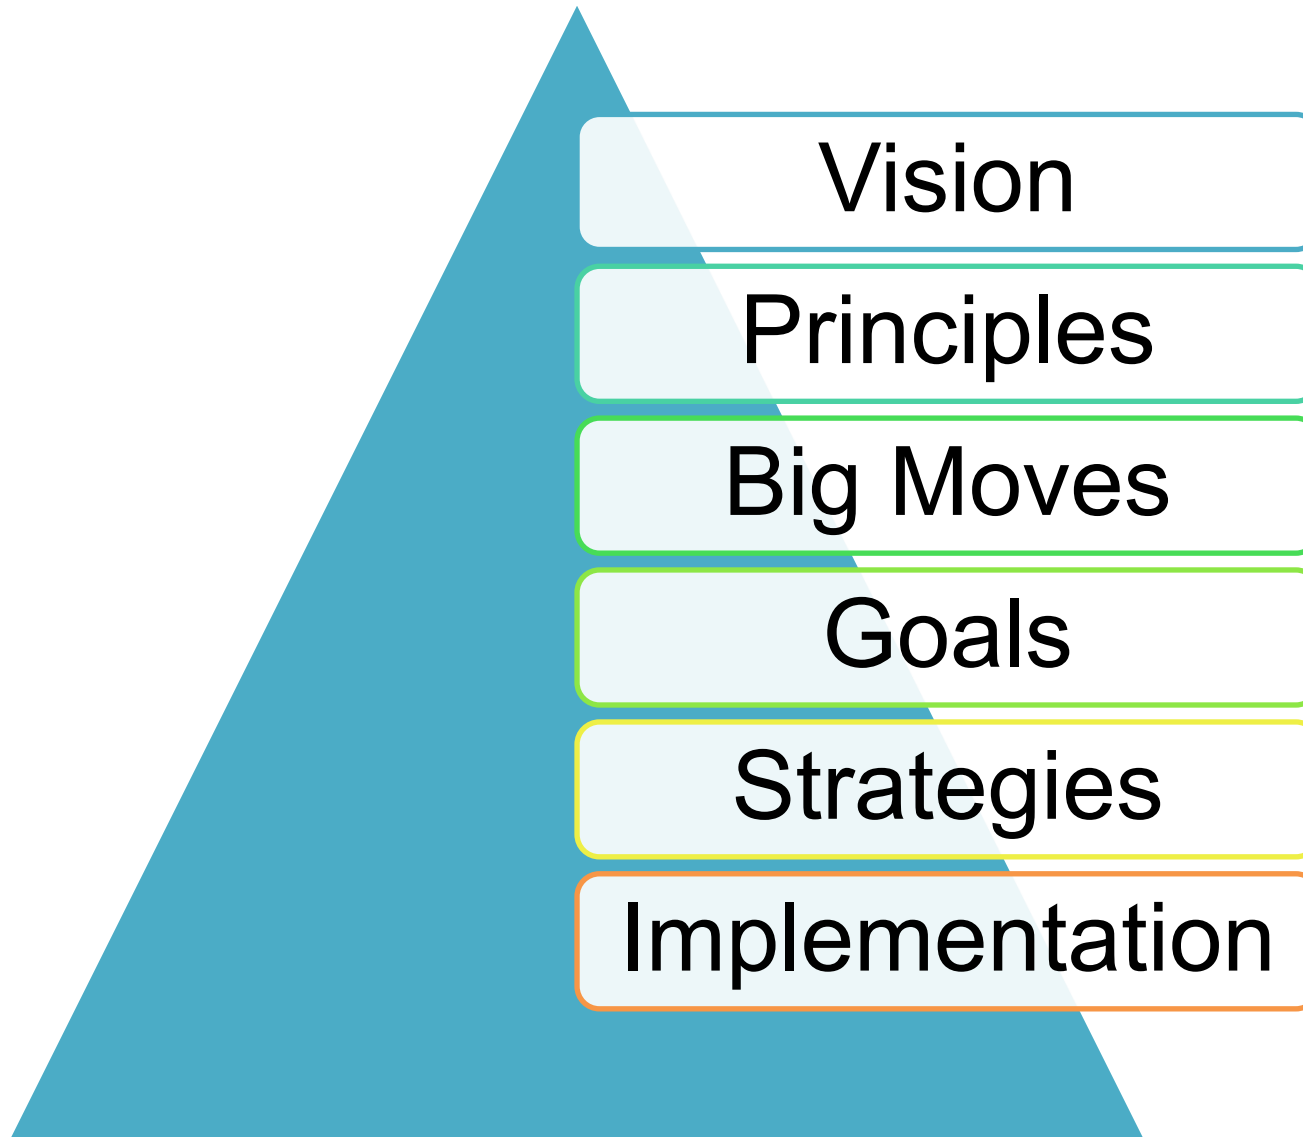 Vision
Principles
Big Moves
Goals
Strategies
Implementation